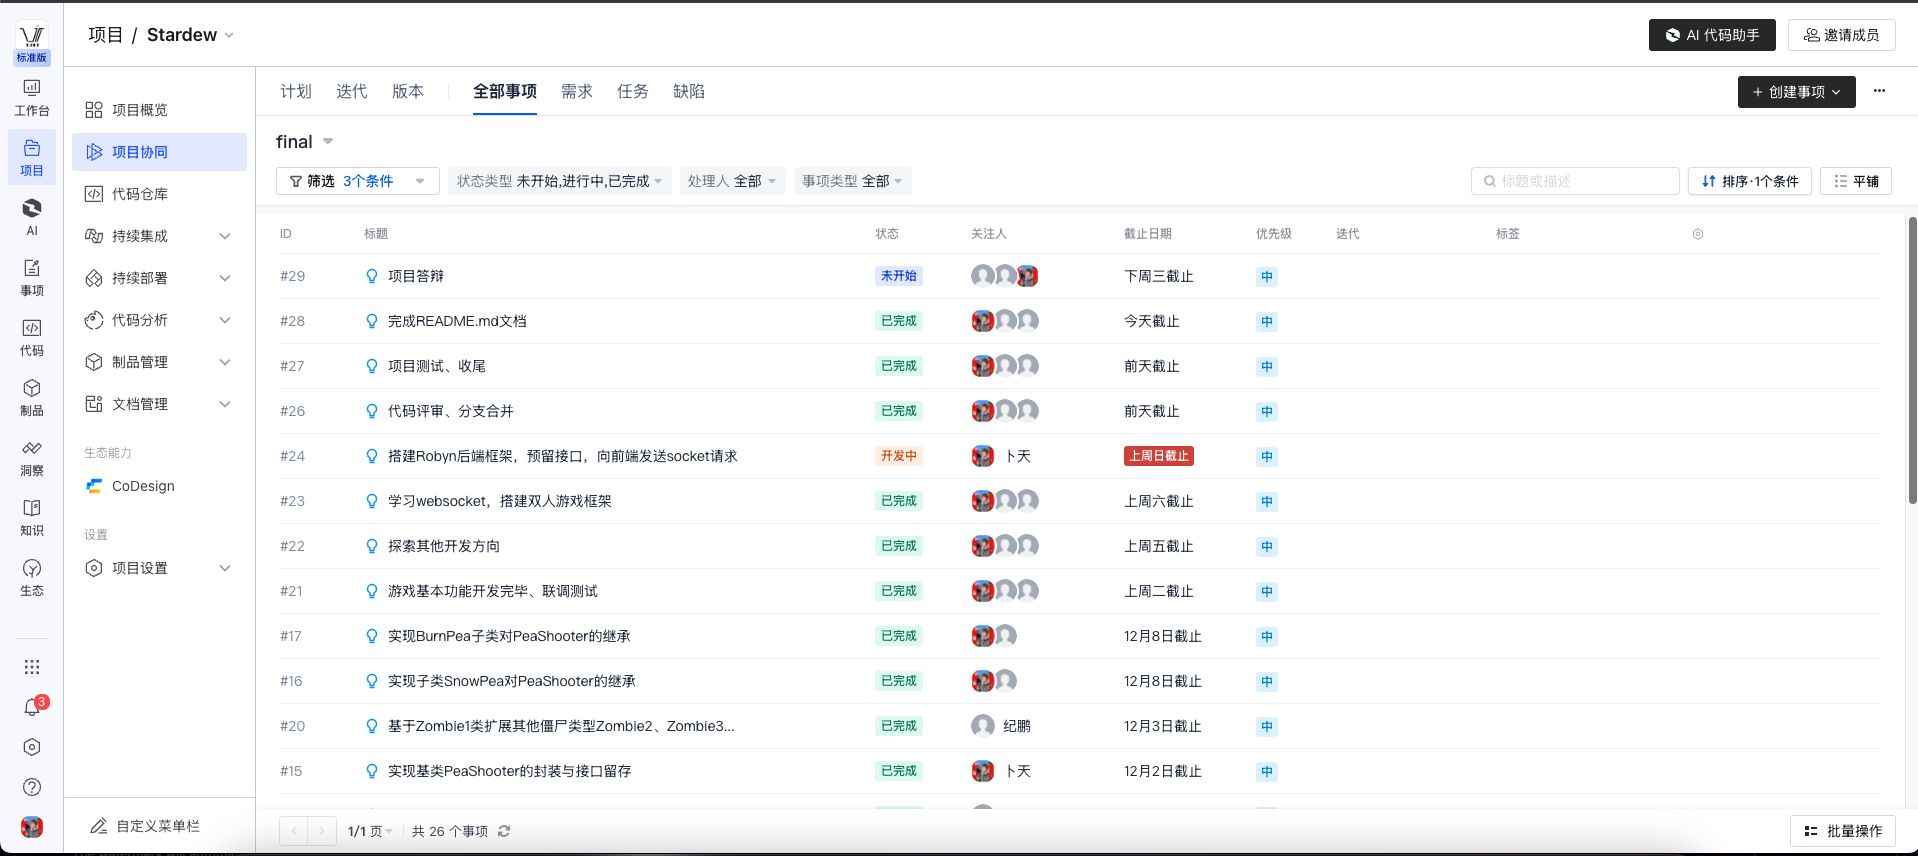 标准版
工作台
项目
AI
事项
代码
制品
洞察
知识
生态
3
项目 / Stardew
AI 代码助手
邀请成员
项目概览
项目协同
代码仓库
持续集成
持续部署
代码分析
制品管理
文档管理
生态能力
CoDesign
设置
项目设置
自定义菜单栏
计划 迭代 版本 全部事项 需求 任务 缺陷
+ 创建事项
final
筛选 3个条件 状态类型 未开始,进行中,已完成 处理人 全部 事项类型 全部 标题或描述 排序·1个条件 平铺
ID 标题 状态 关注人 截止日期 优先级 迭代 标签
#29 项目答辩 未开始 下周三截止 中
#28 完成README.md文档 已完成 今天截止 中
#27 项目测试、收尾 已完成 前天截止 中
#26 代码评审、分支合并 已完成 前天截止 中
#24 搭建Robyn后端框架，预留接口，向前端发送socket请求 开发中 卜天 上周日截止 中
#23 学习websocket，搭建双人游戏框架 已完成 上周六截止 中
#22 探索其他开发方向 已完成 上周五截止 中
#21 游戏基本功能开发完毕、联调测试 已完成 上周二截止 中
#17 实现BurnPea子类对PeaShooter的继承 已完成 12月8日截止 中
#16 实现子类SnowPea对PeaShooter的继承 已完成 12月8日截止 中
#20 基于Zombie1类扩展其他僵尸类型Zombie2、Zombie3... 已完成 纪鹏 12月3日截止 中
#15 实现基类PeaShooter的封装与接口留存 已完成 卜天 12月2日截止 中
1/1 页 共 26 个事项
批量操作